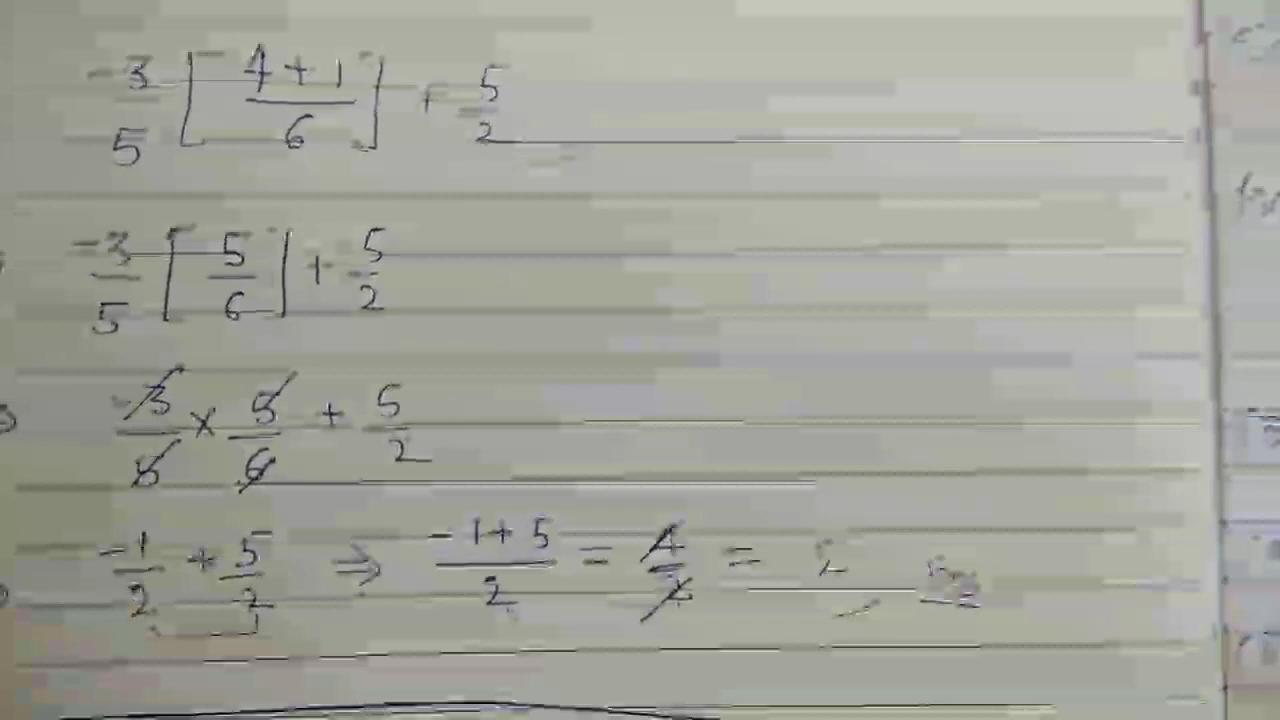 -3/5 [ (4+1)/6 ] + 5/2
-3/5 [ 5/6 ] + 5/2
-3/5 × 5/6 + 5/2
-1/2 + 5/2 ⇒ (-1+5)/2 = 4/2 = 2